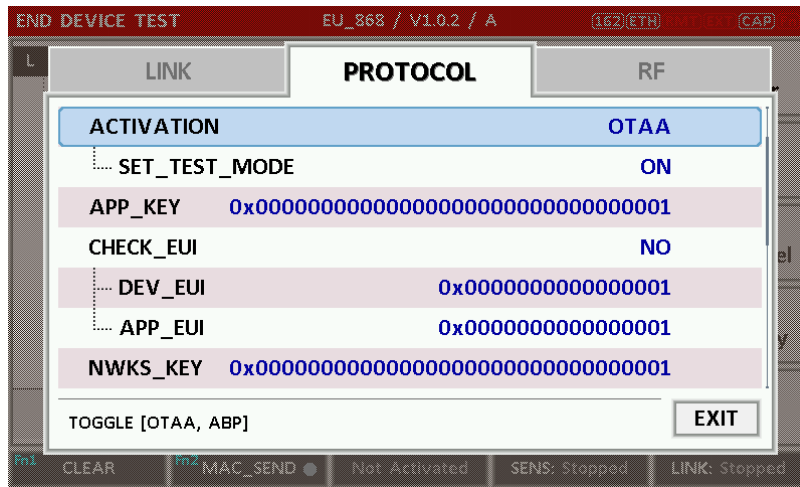 END DEVICE TEST EU_868 / V1.0.2 / A (162)(ETH) (CAP)
L
LINK PROTOCOL RF
ACTIVATION OTAA
SET_TEST_MODE ON
APP_KEY 0x00000000000000000000000000000001
CHECK_EUI NO
DEV_EUI 0x0000000000000001
APP_EUI 0x0000000000000001
NWKS_KEY 0x00000000000000000000000000000001
TOGGLE [OTAA, ABP] EXIT
Fn1 CLEAR Fn2 MAC_SEND Not Activated SENS: Stopped LINK: Stopped